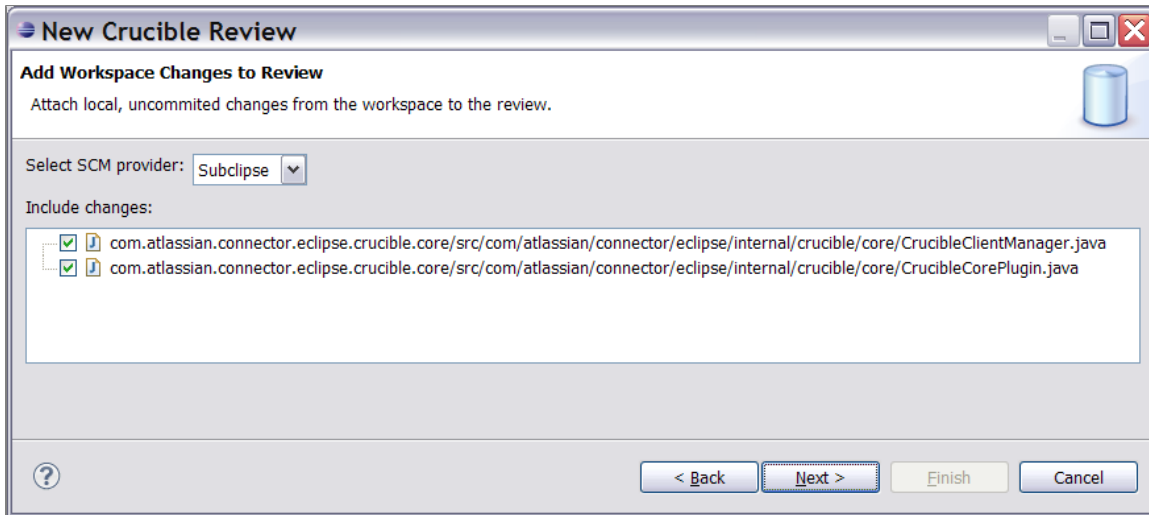 New Crucible Review
Add Workspace Changes to Review
Attach local, uncommited changes from the workspace to the review.
Select SCM provider: Subclipse
Include changes:
J com.atlassian.connector.eclipse.crucible.core/src/com/atlassian/connector/eclipse/internal/crucible/core/CrucibleClientManager.java
J com.atlassian.connector.eclipse.crucible.core/src/com/atlassian/connector/eclipse/internal/crucible/core/CrucibleCorePlugin.java
? < Back Next > Finish Cancel